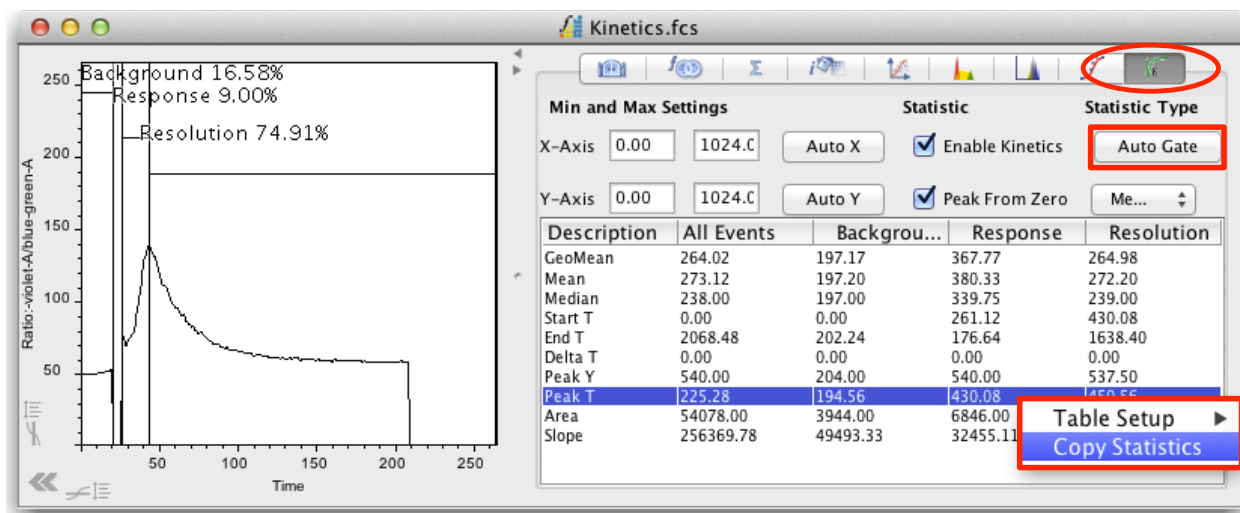 Kinetics.fcs
Background 16.58%
Response 9.00%
Resolution 74.91%
250
200
150
100
50
Ratio:-violet-A/blue-green-A
50 100 150 200 250
Time
Min and Max Settings Statistic Statistic Type
X-Axis 0.00 1024.0 Auto X Enable Kinetics Auto Gate
Y-Axis 0.00 1024.0 Auto Y Peak From Zero Me...
Description All Events Backgrou... Response Resolution
GeoMean 264.02 197.17 367.77 264.98
Mean 273.12 197.20 380.33 272.20
Median 238.00 197.00 339.75 239.00
Start T 0.00 0.00 261.12 430.08
End T 2068.48 202.24 176.64 1638.40
Delta T 0.00 0.00 0.00 0.00
Peak Y 540.00 204.00 540.00 537.50
Peak T 225.28 194.56 430.08
Area 54078.00 3944.00 6846.00
Slope 256369.78 49493.33 32455.11
Table Setup
Copy Statistics